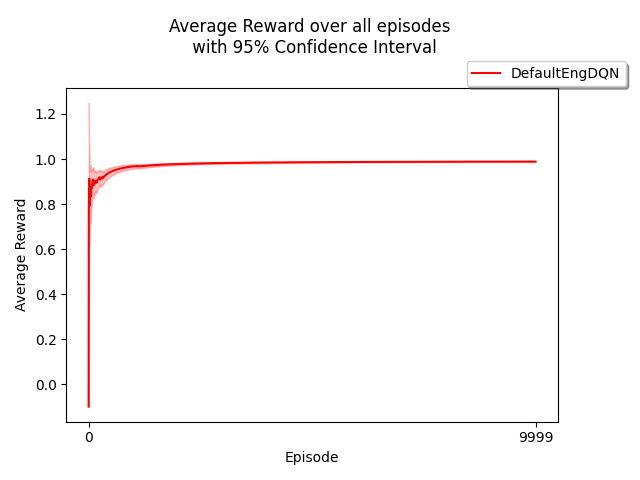 Average Reward over all episodes
with 95% Confidence Interval
DefaultEngDQN
1.2
1.0
0.8
0.6
0.4
0.2
0.0
Average Reward
0
9999
Episode